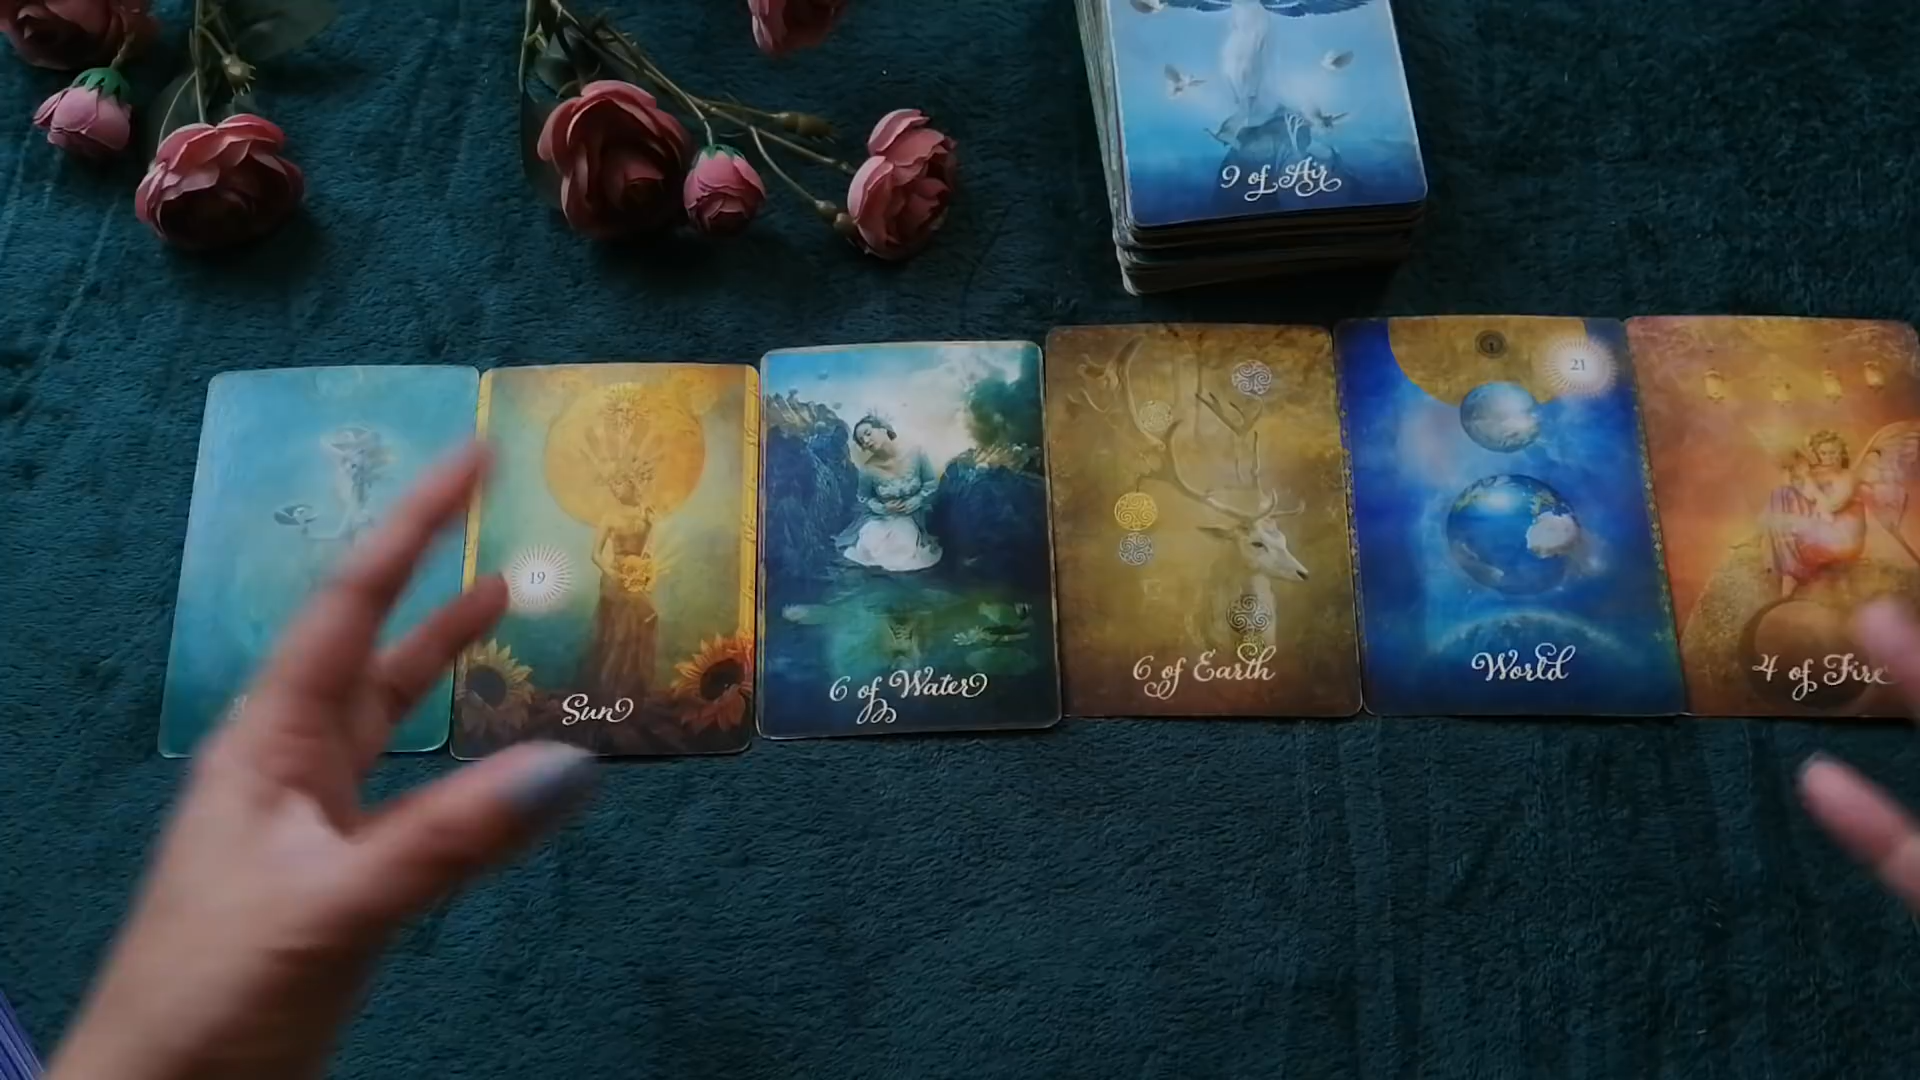 9 of Air
19
Sun
6 of Water
6 of Earth
21
World
4 of Fire